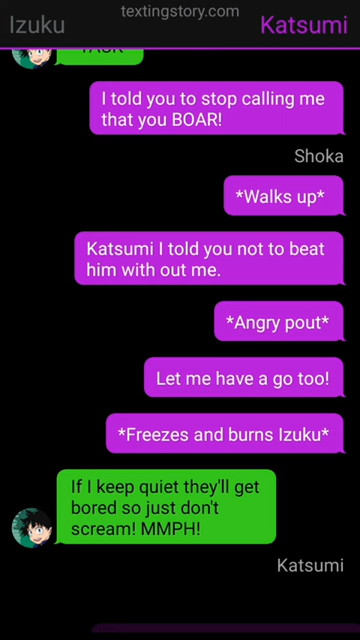 textingstory.com
Izuku
Katsumi
I told you to stop calling me
that you BOAR!
Shoka
*Walks up*
Katsumi I told you not to beat
him with out me.
*Angry pout*
Let me have a go too!
*Freezes and burns Izuku*
If I keep quiet they'll get
bored so just don't
scream! MMPH!
Katsumi